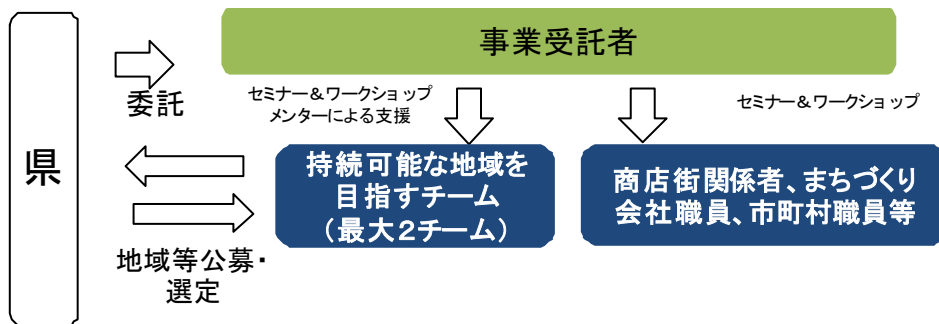 県
委託
事業受託者
セミナー&ワークショップ
メンターによる支援
セミナー&ワークショップ
持続可能な地域を
目指すチーム
(最大2チーム)
商店街関係者、まちづくり
会社職員、市町村職員等
地域等公募・
選定